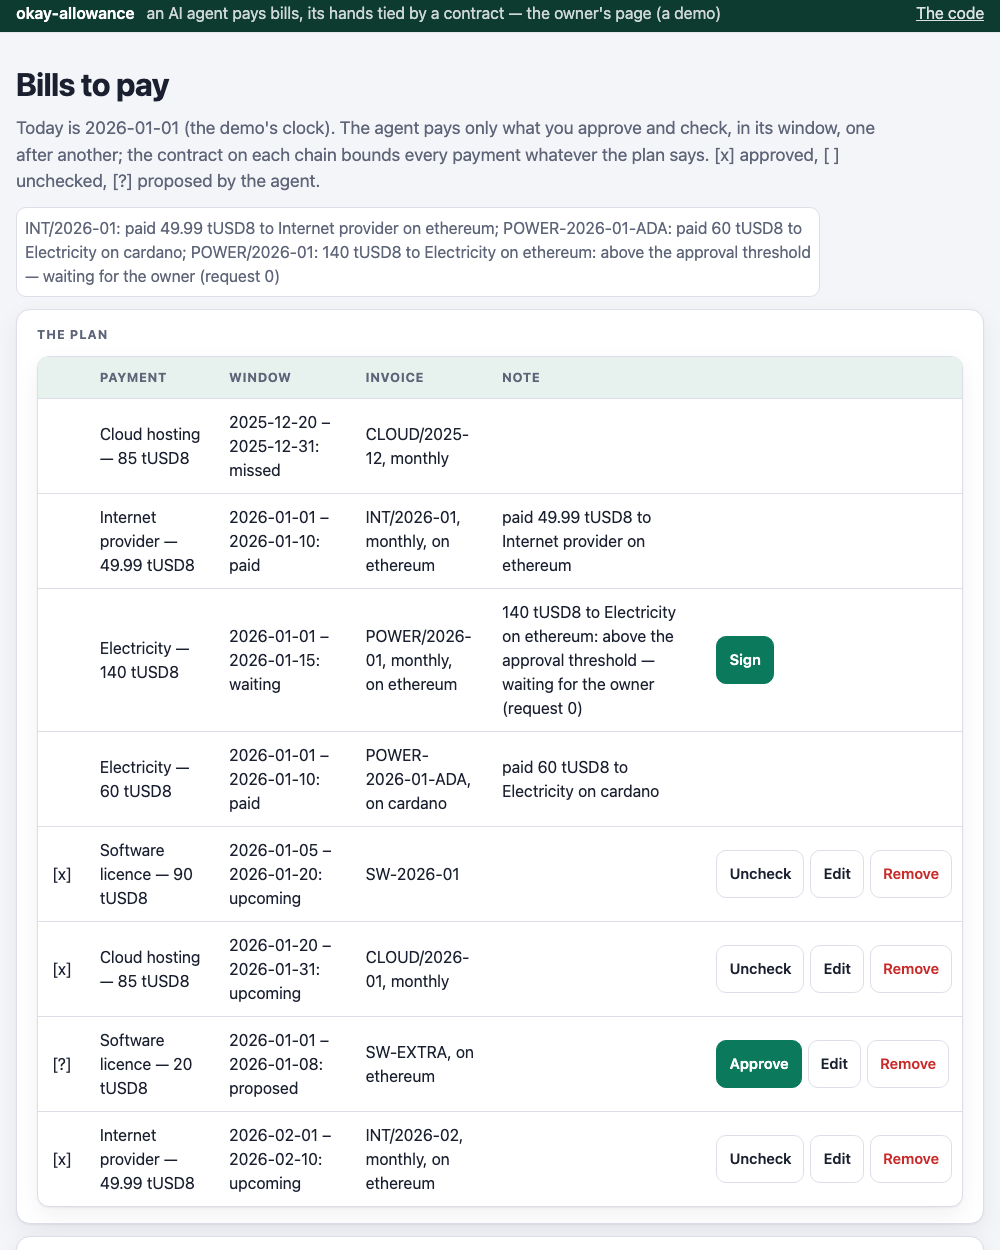 okay-allowance an AI agent pays bills, its hands tied by a contract — the owner's page (a demo) The code
Bills to pay
Today is 2026-01-01 (the demo's clock). The agent pays only what you approve and check, in its window, one
after another; the contract on each chain bounds every payment whatever the plan says. [x] approved, [ ]
unchecked, [?] proposed by the agent.
INT/2026-01: paid 49.99 tUSD8 to Internet provider on ethereum; POWER-2026-01-ADA: paid 60 tUSD8 to
Electricity on cardano; POWER/2026-01: 140 tUSD8 to Electricity on ethereum: above the approval threshold
— waiting for the owner (request 0)
THE PLAN
PAYMENT WINDOW INVOICE NOTE
Cloud hosting
— 85 tUSD8
2025-12-20 –
2025-12-31:
missed
CLOUD/2025-
12, monthly
Internet
provider —
49.99 tUSD8
2026-01-01 –
2026-01-10:
paid
INT/2026-01,
monthly, on
ethereum
paid 49.99 tUSD8 to
Internet provider on
ethereum
Electricity —
140 tUSD8
2026-01-01 –
2026-01-15:
waiting
POWER/2026-
01, monthly,
on ethereum
140 tUSD8 to Electricity
on ethereum: above the
approval threshold —
waiting for the owner
(request 0)
Sign
Electricity —
60 tUSD8
2026-01-01 –
2026-01-10:
paid
POWER-
2026-01-ADA,
on cardano
paid 60 tUSD8 to
Electricity on cardano
[x]
Software
licence — 90
tUSD8
2026-01-05 –
2026-01-20:
upcoming
SW-2026-01
Uncheck Edit Remove
[x]
Cloud hosting
— 85 tUSD8
2026-01-20 –
2026-01-31:
upcoming
CLOUD/2026-
01, monthly
Uncheck Edit Remove
[?]
Software
licence — 20
tUSD8
2026-01-01 –
2026-01-08:
proposed
SW-EXTRA, on
ethereum
Approve Edit Remove
[x]
Internet
provider —
49.99 tUSD8
2026-02-01 –
2026-02-10:
upcoming
INT/2026-02,
monthly, on
ethereum
Uncheck Edit Remove